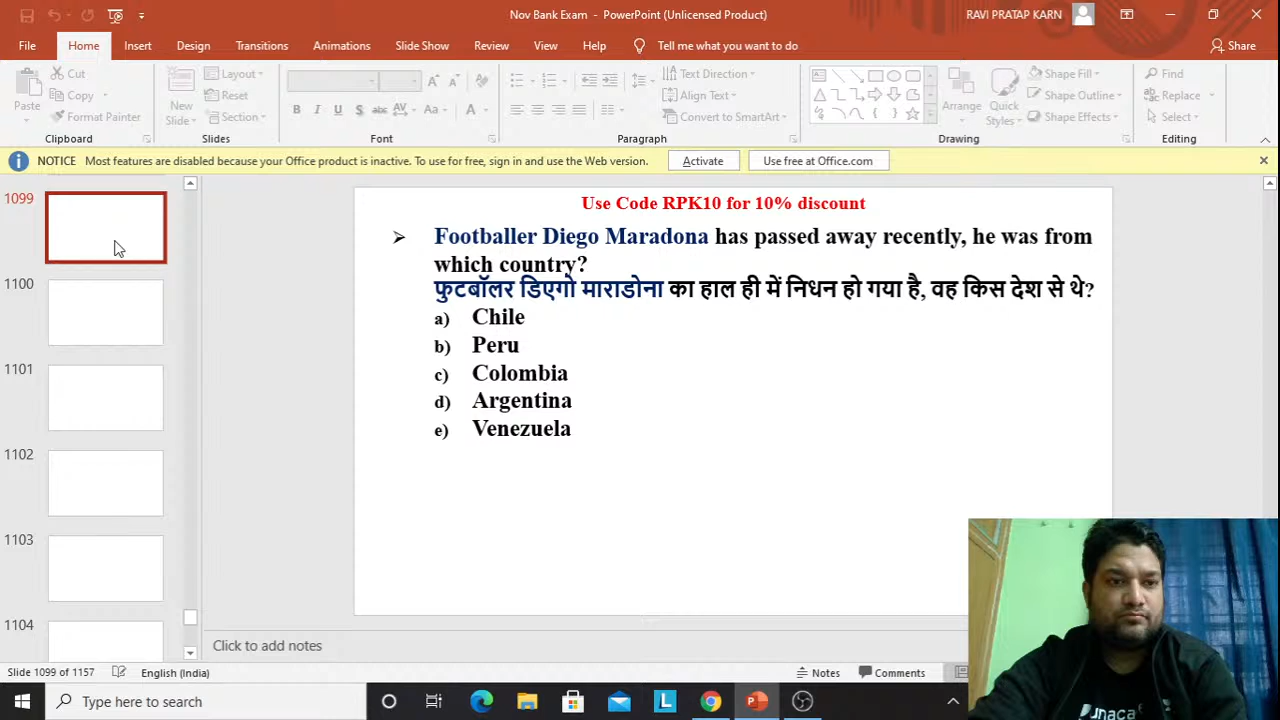 Nov Bank Exam - PowerPoint (Unlicensed Product)
RAVI PRATAP KARN
File Home Insert Design Transitions Animations Slide Show Review View Help Tell me what you want to do Share
Paste
Cut
Copy
Format Painter
Clipboard
New Slide
Layout
Reset
Section
Slides
B I U S abc AV Aa A
Font
Text Direction
Align Text
Convert to SmartArt
Paragraph
Arrange
Quick Styles
Shape Fill
Shape Outline
Shape Effects
Drawing
Find
Replace
Select
Editing
NOTICE Most features are disabled because your Office product is inactive. To use for free, sign in and use the Web version. Activate Use free at Office.com
1099
1100
1101
1102
1103
1104
Use Code RPK10 for 10% discount
Footballer Diego Maradona has passed away recently, he was from
which country?
फुटबॉलर डिएगो माराडोना का हाल ही में निधन हो गया है, वह किस देश से थे?
a) Chile
b) Peru
c) Colombia
d) Argentina
e) Venezuela
Click to add notes
Slide 1099 of 1157 English (India) Notes Comments
Type here to search